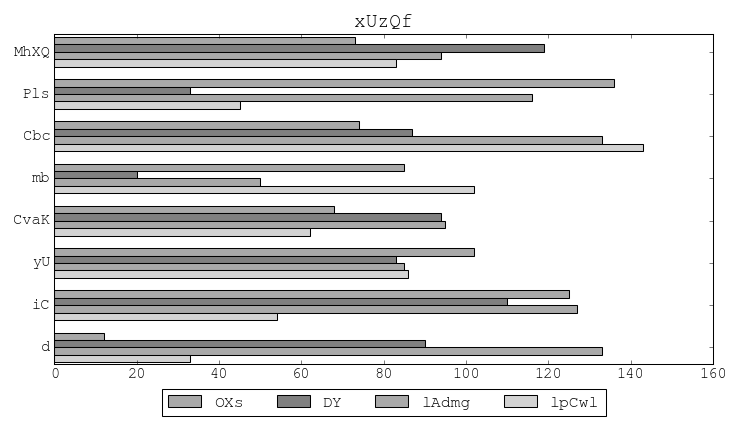 xUzQf
MhXQ
Pls
Cbc
mb
CvaK
yU
iC
d
0 20 40 60 80 100 120 140 160
OXs DY lAdmg lpCwl